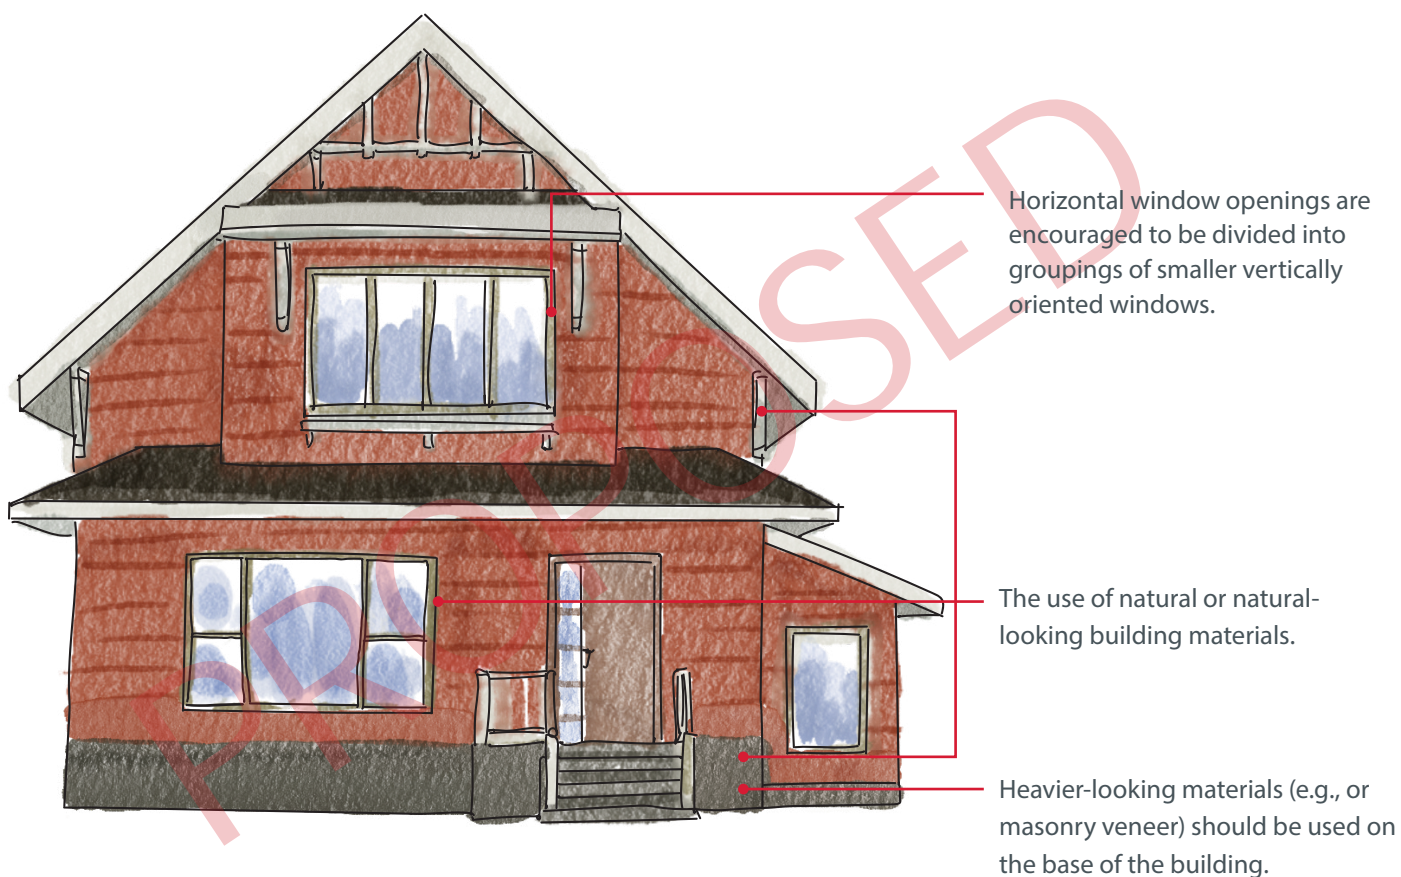 Horizontal window openings are
encouraged to be divided into
groupings of smaller vertically
oriented windows.
PROPOSED
The use of natural or natural-
looking building materials.
Heavier-looking materials (e.g., or
masonry veneer) should be used on
the base of the building.